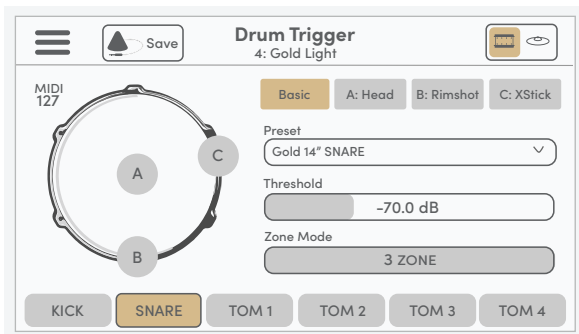 Save
Drum Trigger
4: Gold Light
MIDI
127
Basic
A: Head
B: Rimshot
C: XStick
Preset
Gold 14" SNARE
Threshold
-70.0 dB
Zone Mode
3 ZONE
A
C
B
KICK
SNARE
TOM 1
TOM 2
TOM 3
TOM 4